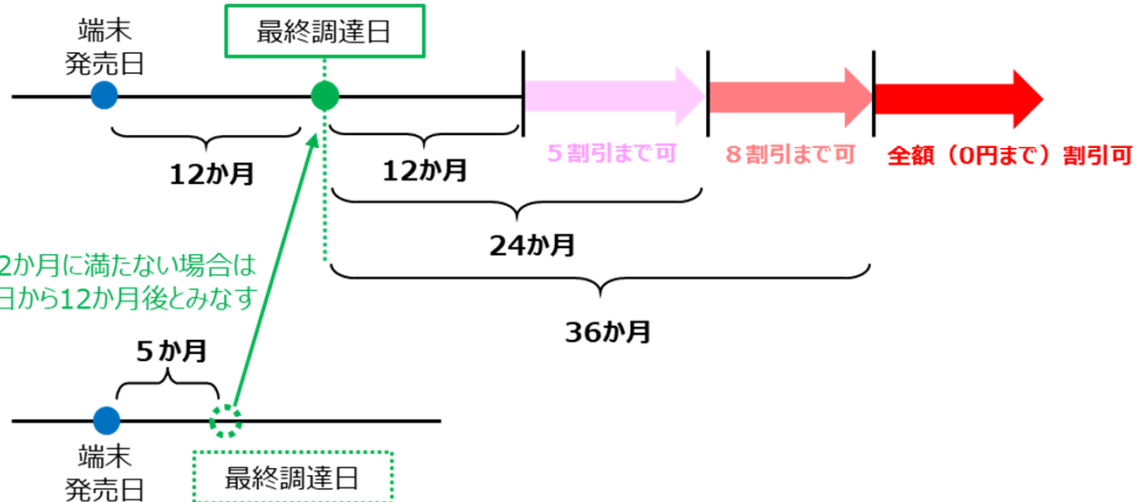 端末
発売日
最終調達日
12か月
12か月
５割引まで可
８割引まで可
全額（0円まで）割引可
24か月
36か月
2か月に満たない場合は
日から12か月後とみなす
５か月
端末
発売日
最終調達日